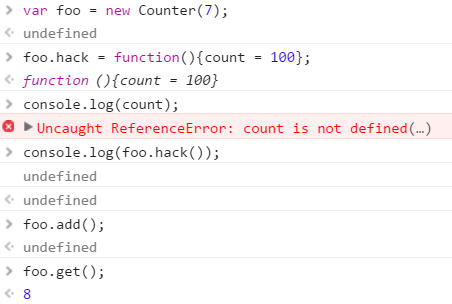 var foo = new Counter(7);
undefined
foo.hack = function(){count = 100};
function (){count = 100}
console.log(count);
Uncaught ReferenceError: count is not defined(…)
console.log(foo.hack());
undefined
undefined
foo.add();
undefined
foo.get();
8